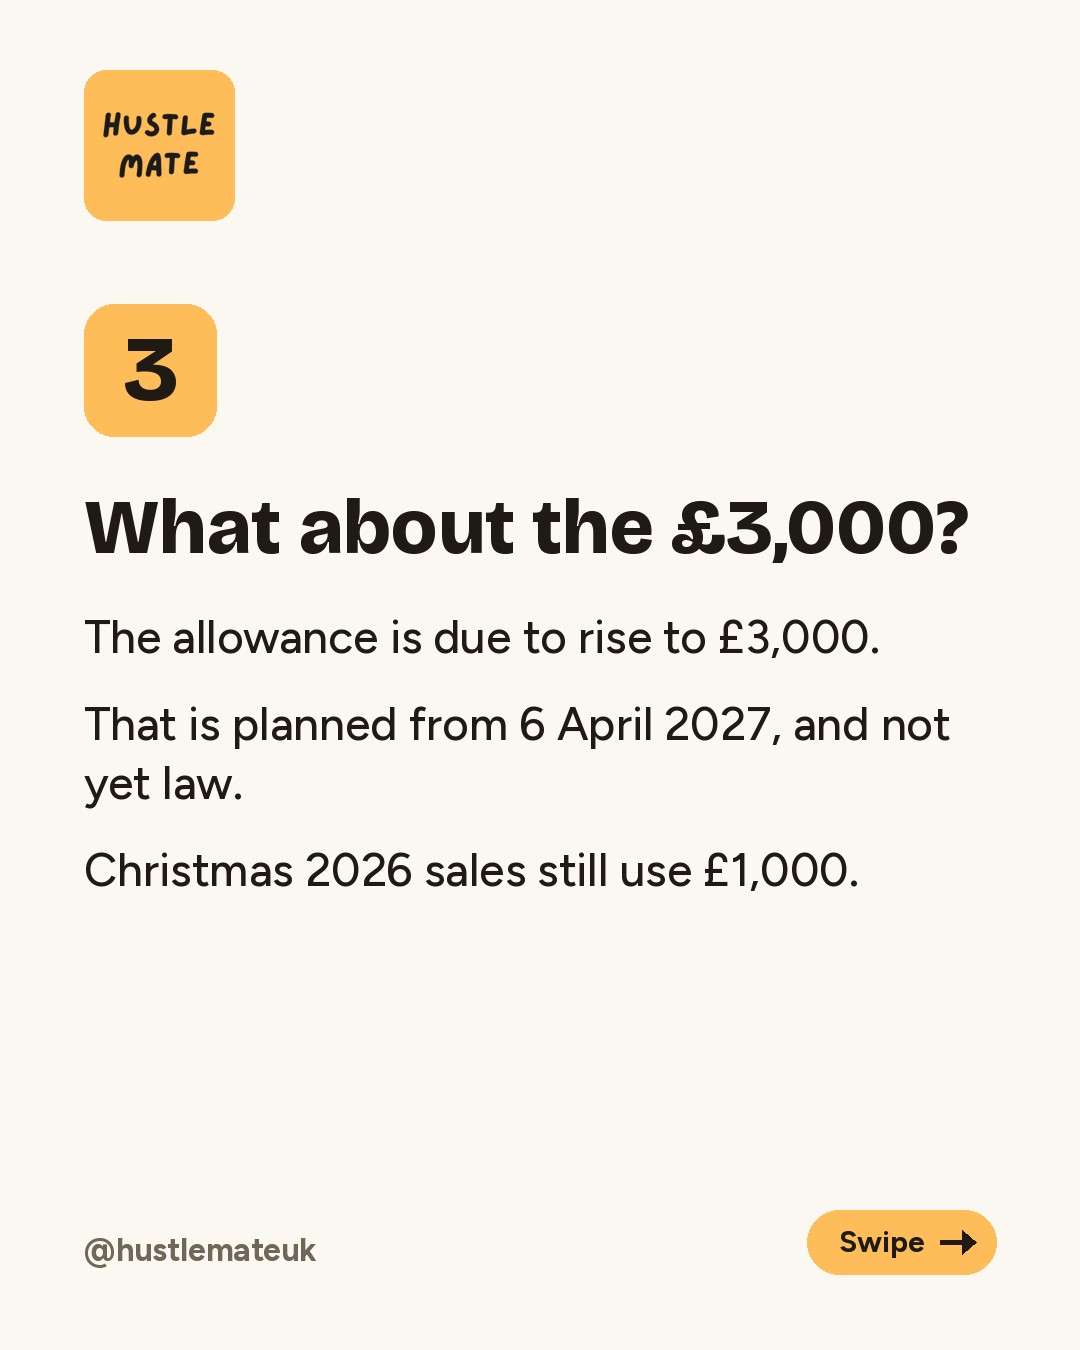 HUSTLE
MATE
3
What about the £3,000?
The allowance is due to rise to £3,000.
That is planned from 6 April 2027, and not
yet law.
Christmas 2026 sales still use £1,000.
@hustlemateuk
Swipe